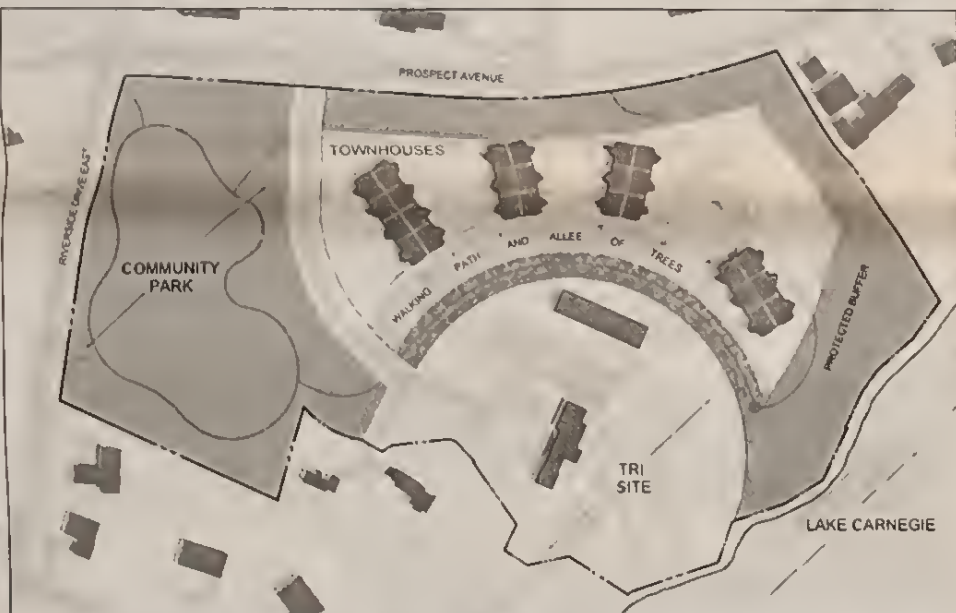 PROSPECT AVENUE
TOWNHOUSES
RIVERSIDE DRIVE EAST
COMMUNITY
PARK
WALKING PATH AND ALLEE OF TREES
PROTECTED BUFFER
TRI
SITE
LAKE CARNEGIE